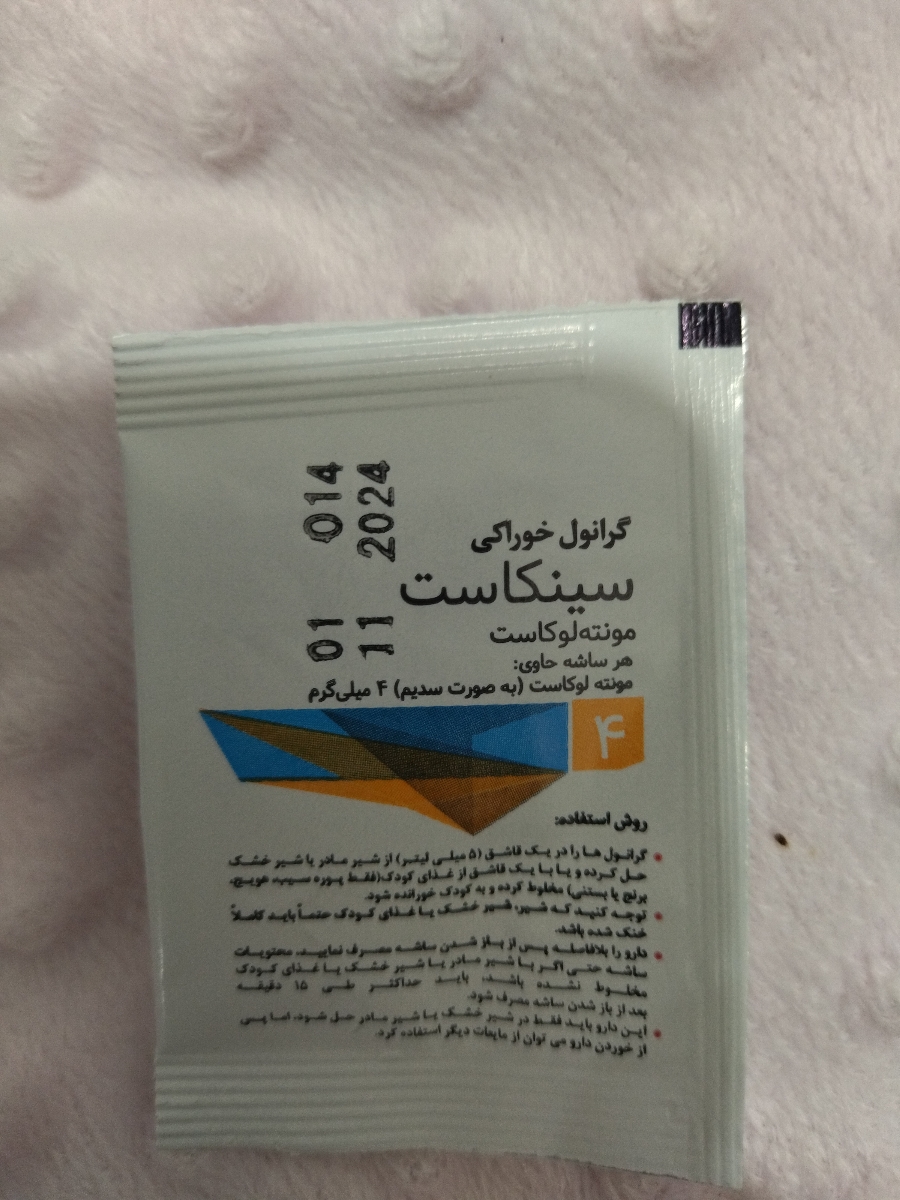 014
2024
01
11
گرانول خوراکی
سینکاست
مونته‌لوکاست
هر ساشه حاوی:
مونته لوکاست (به صورت سدیم) ۴ میلی‌گرم
۴
روش استفاده:
گرانول ها را در یک قاشق (۵ میلی لیتر) از شیر مادر یا شیر خشک
حل کرده و یا با یک قاشق از غذای کودک(فقط پوره سیب، هویج،
برنج یا بستنی) مخلوط کرده و به کودک خورانده شود.
توجه کنید که شیر، شیر خشک یا غذای کودک حتماً باید کاملاً
خنک شده باشد.
دارو را بلافاصله پس از باز شدن ساشه مصرف نمایید. محتویات
ساشه حتی اگر با شیر مادر یا شیر خشک یا غذای کودک
مخلوط نشده باشد، باید حداکثر طی ۱۵ دقیقه
بعد از باز شدن ساشه مصرف شود.
این دارو باید فقط در شیر خشک یا شیر مادر حل شود، اما پس
از خوردن دارو می توان از مایعات دیگر استفاده کرد.